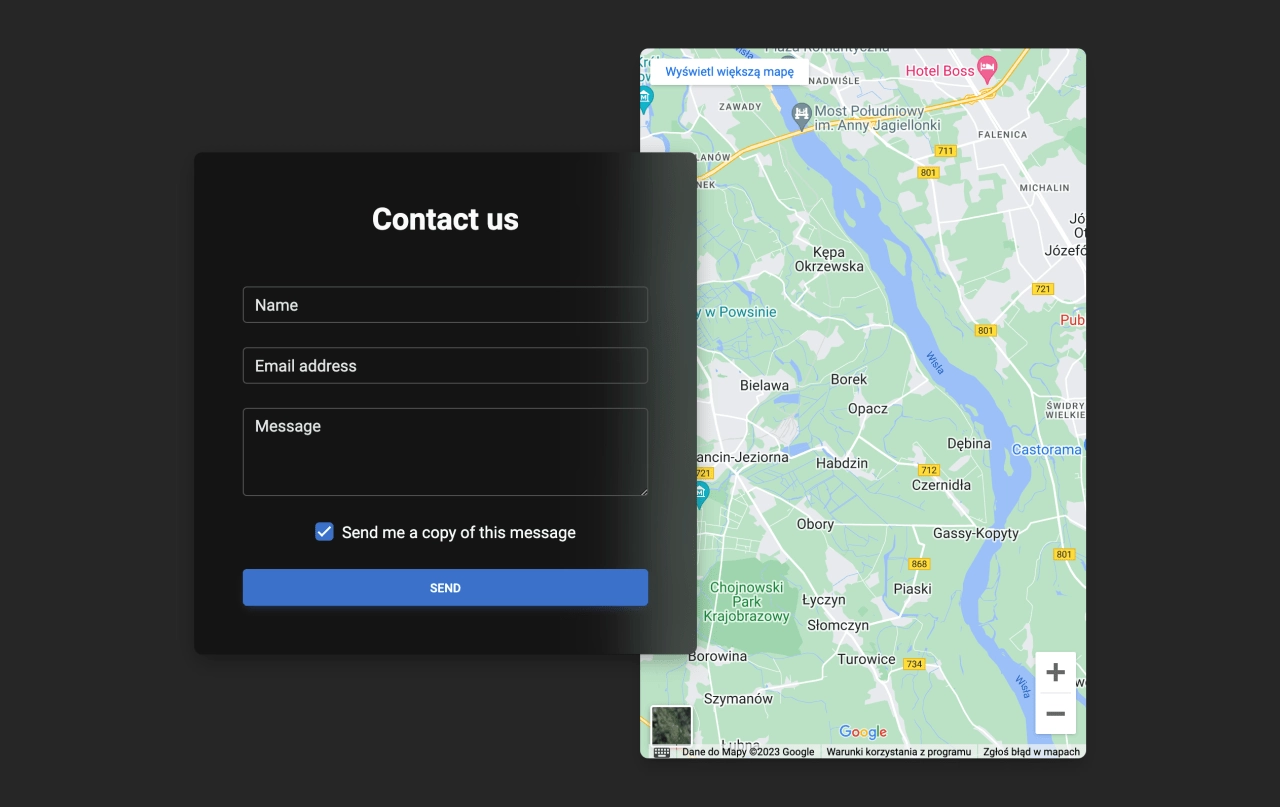 Contact us
Name
Email address
Message
Send me a copy of this message
SEND
Wisła
Wyświetl większą mapę
NADWIŚLE
Hotel Boss
ZAWADY
Most Południowy
im. Anny Jagiellonki
FALENICA
711
801
MICHALIN
Kępa
Okrzewska
721
y w Powsinie
801
Wisła
Bielawa
Borek
Opacz
ŚWIDRY
WIELKIE
Dębina
Castorama
ancin-Jeziorna
Habdzin
721
712
Czernidła
Obory
Gassy-Kopyty
801
868
Chojnowski
Park
Krajobrazowy
Piaski
Łyczyn
Słomczyn
Borowina
Turowice
734
Wisła
Szymanów
Google
Dane do Mapy ©2023 Google
Warunki korzystania z programu
Zgłoś błąd w mapach